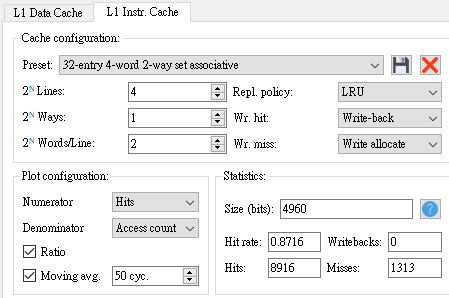 L1 Data Cache L1 Instr. Cache
Cache configuration:
Preset: 32-entry 4-word 2-way set associative
2ᴺ Lines: 4 Repl. policy: LRU
2ᴺ Ways: 1 Wr. hit: Write-back
2ᴺ Words/Line: 2 Wr. miss: Write allocate
Plot configuration:
Numerator Hits
Denominator Access count
Ratio
Moving avg. 50 cyc.
Statistics:
Size (bits): 4960 ?
Hit rate: 0.8716 Writebacks: 0
Hits: 8916 Misses: 1313